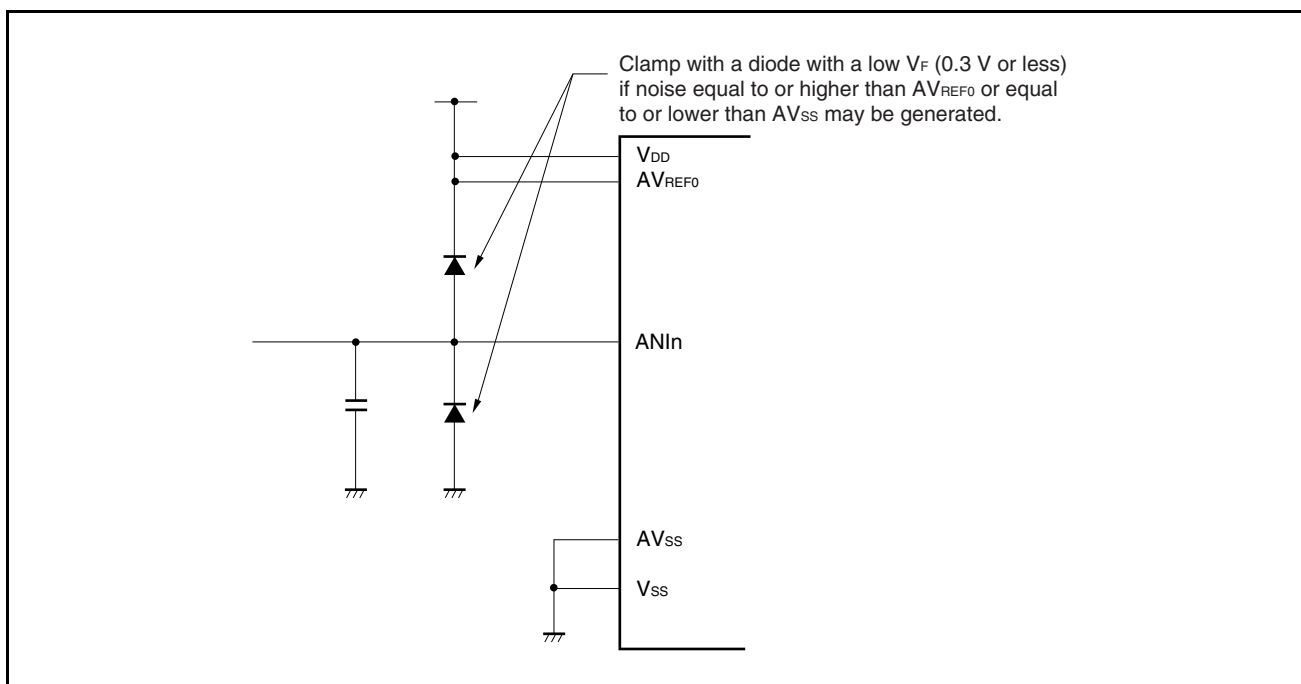 Clamp with a diode with a low VF (0.3 V or less)
if noise equal to or higher than AVREF0 or equal
to or lower than AVSS may be generated.
VDD
AVREF0
ANIn
AVSS
VSS